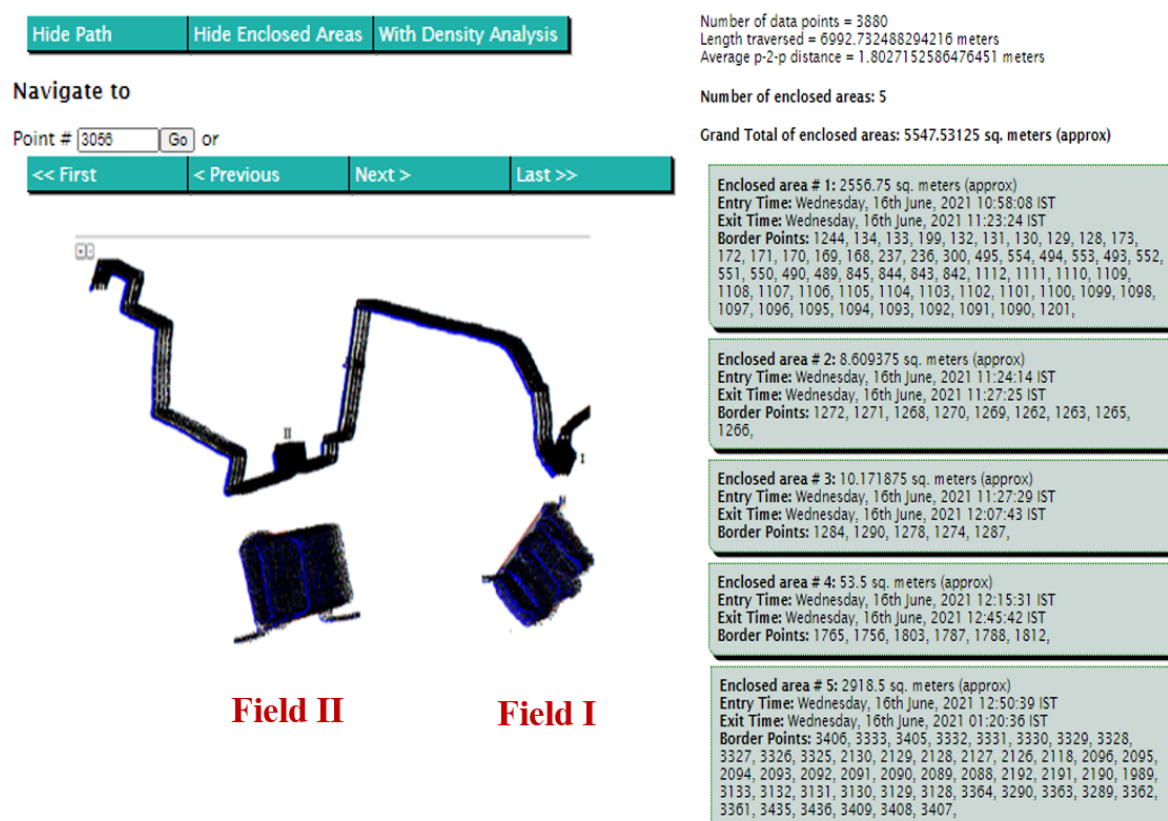 Hide Path Hide Enclosed Areas With Density Analysis
Navigate to
Point # 3056 Go or
<< First < Previous Next > Last >>
II
I
Field II Field I
Number of data points = 3880
Length traversed = 6992.732488294216 meters
Average p-2-p distance = 1.8027152586476451 meters
Number of enclosed areas: 5
Grand Total of enclosed areas: 5547.53125 sq. meters (approx)
Enclosed area # 1: 2556.75 sq. meters (approx)
Entry Time: Wednesday, 16th June, 2021 10:58:08 IST
Exit Time: Wednesday, 16th June, 2021 11:23:24 IST
Border Points: 1244, 134, 133, 199, 132, 131, 130, 129, 128, 173,
172, 171, 170, 169, 168, 237, 236, 300, 495, 554, 494, 553, 493, 552,
551, 550, 490, 489, 845, 844, 843, 842, 1112, 1111, 1110, 1109,
1108, 1107, 1106, 1105, 1104, 1103, 1102, 1101, 1100, 1099, 1098,
1097, 1096, 1095, 1094, 1093, 1092, 1091, 1090, 1201,
Enclosed area # 2: 8.609375 sq. meters (approx)
Entry Time: Wednesday, 16th June, 2021 11:24:14 IST
Exit Time: Wednesday, 16th June, 2021 11:27:25 IST
Border Points: 1272, 1271, 1268, 1270, 1269, 1262, 1263, 1265,
1266,
Enclosed area # 3: 10.171875 sq. meters (approx)
Entry Time: Wednesday, 16th June, 2021 11:27:29 IST
Exit Time: Wednesday, 16th June, 2021 12:07:43 IST
Border Points: 1284, 1290, 1278, 1274, 1287,
Enclosed area # 4: 53.5 sq. meters (approx)
Entry Time: Wednesday, 16th June, 2021 12:15:31 IST
Exit Time: Wednesday, 16th June, 2021 12:45:42 IST
Border Points: 1765, 1756, 1803, 1787, 1788, 1812,
Enclosed area # 5: 2918.5 sq. meters (approx)
Entry Time: Wednesday, 16th June, 2021 12:50:39 IST
Exit Time: Wednesday, 16th June, 2021 01:20:36 IST
Border Points: 3406, 3333, 3405, 3332, 3331, 3330, 3329, 3328,
3327, 3326, 3325, 2130, 2129, 2128, 2127, 2126, 2118, 2096, 2095,
2094, 2093, 2092, 2091, 2090, 2089, 2088, 2192, 2191, 2190, 1989,
3133, 3132, 3131, 3130, 3129, 3128, 3364, 3290, 3363, 3289, 3362,
3361, 3435, 3436, 3409, 3408, 3407,